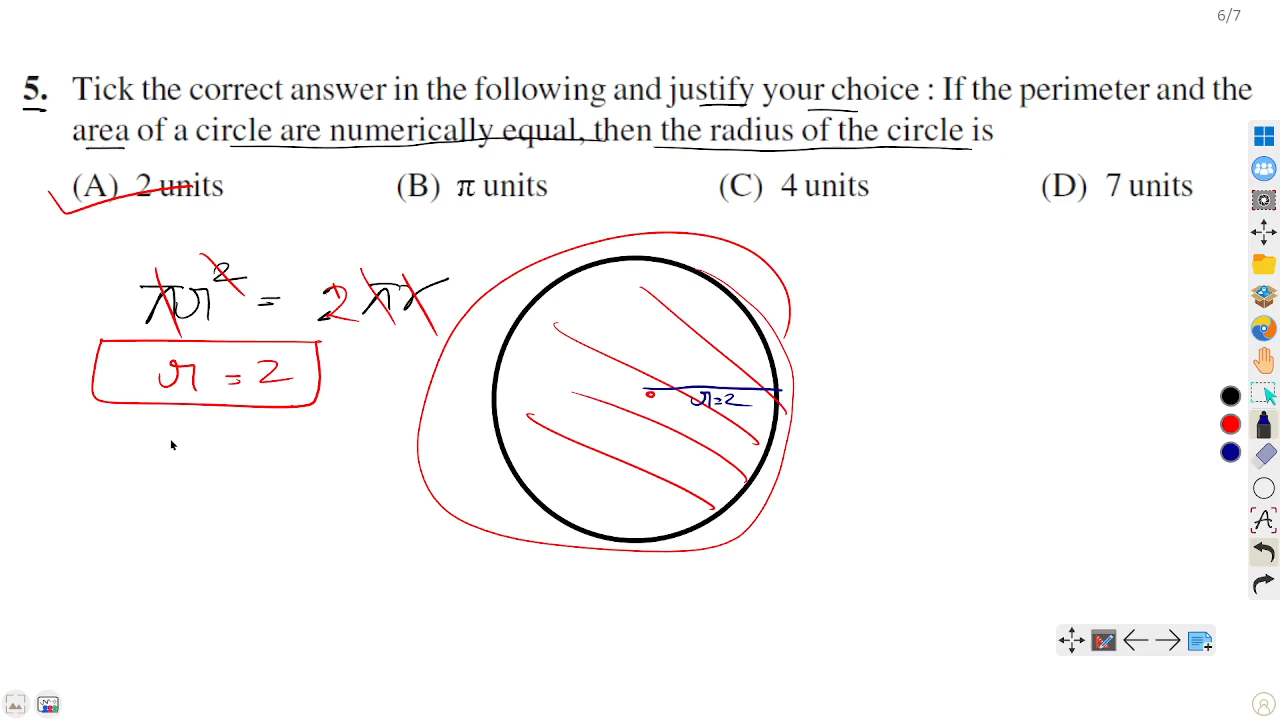 6/7
5. Tick the correct answer in the following and justify your choice : If the perimeter and the
area of a circle are numerically equal, then the radius of the circle is
(A) 2 units (B) π units (C) 4 units (D) 7 units
πr² = 2πr
r = 2
r=2